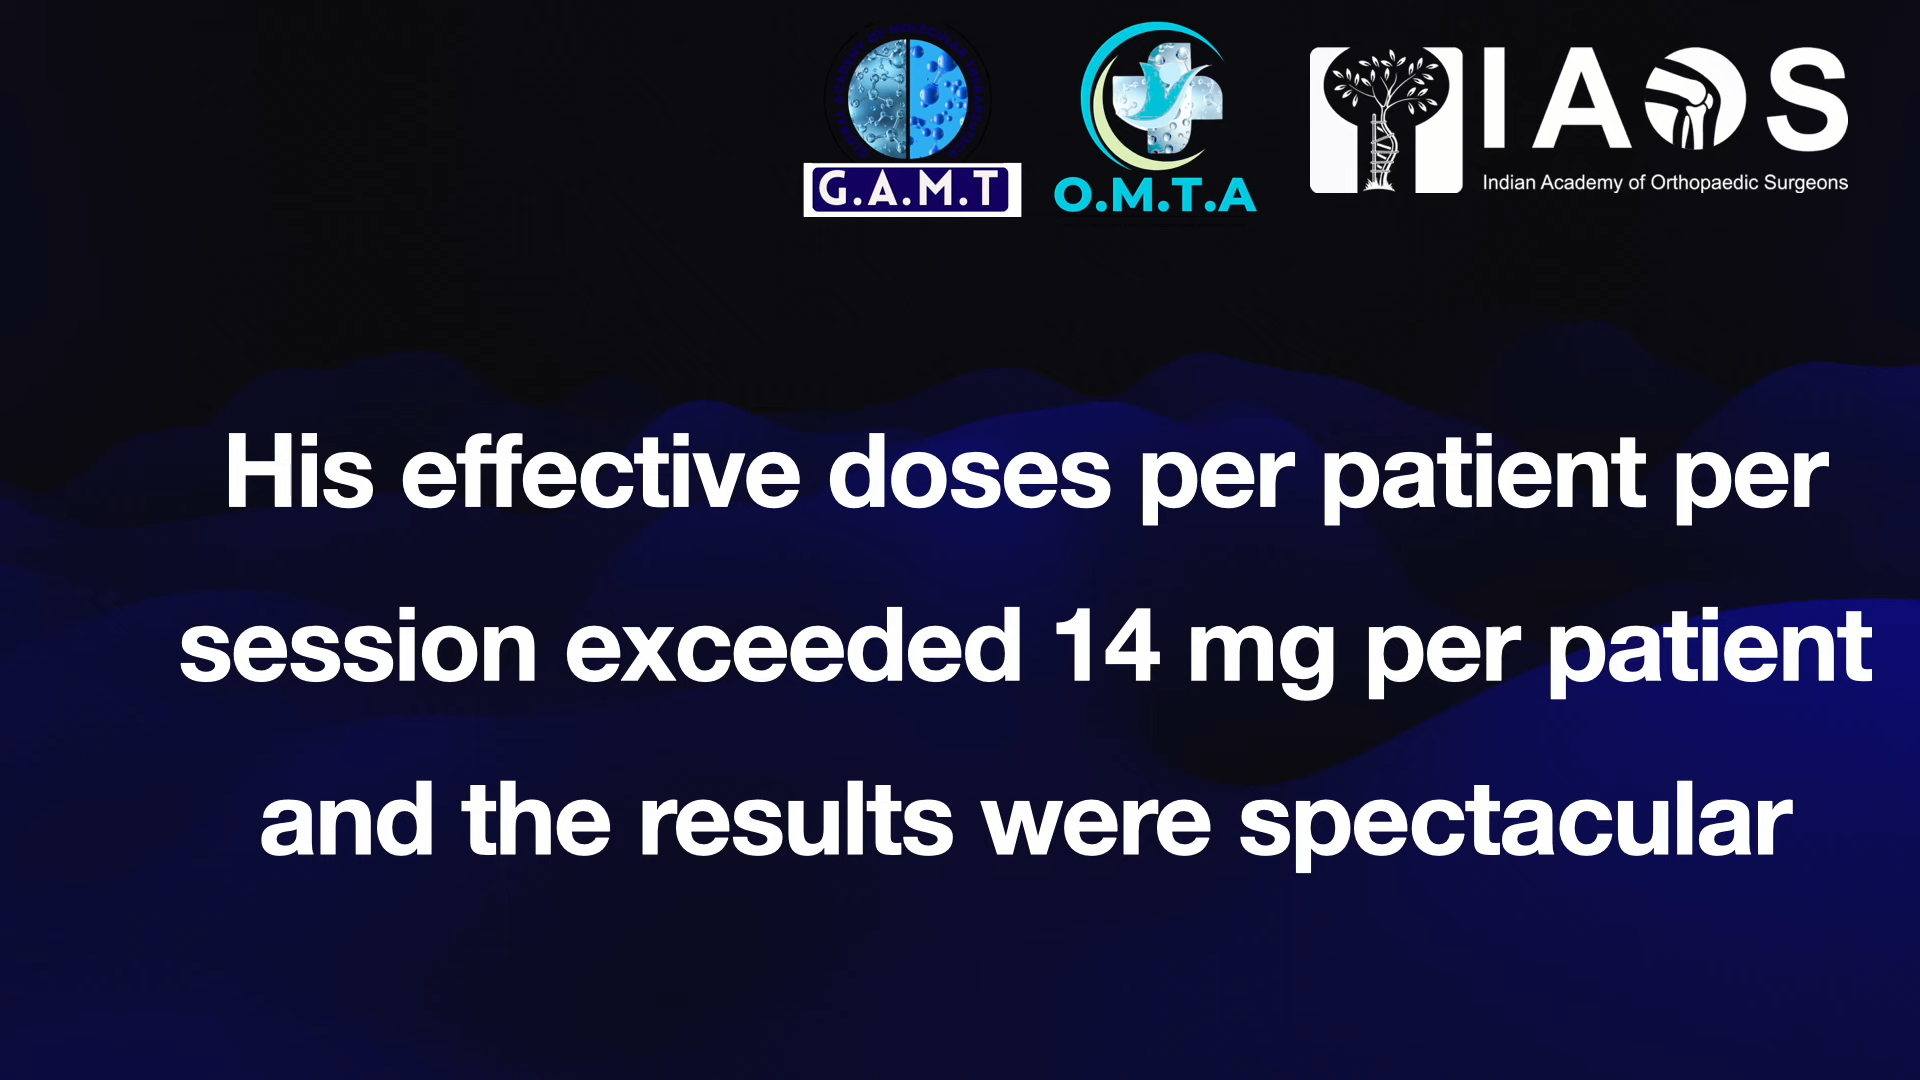 G.A.M.T
O.M.T.A
IAOS
Indian Academy of Orthopaedic Surgeons
His effective doses per patient per
session exceeded 14 mg per patient
and the results were spectacular